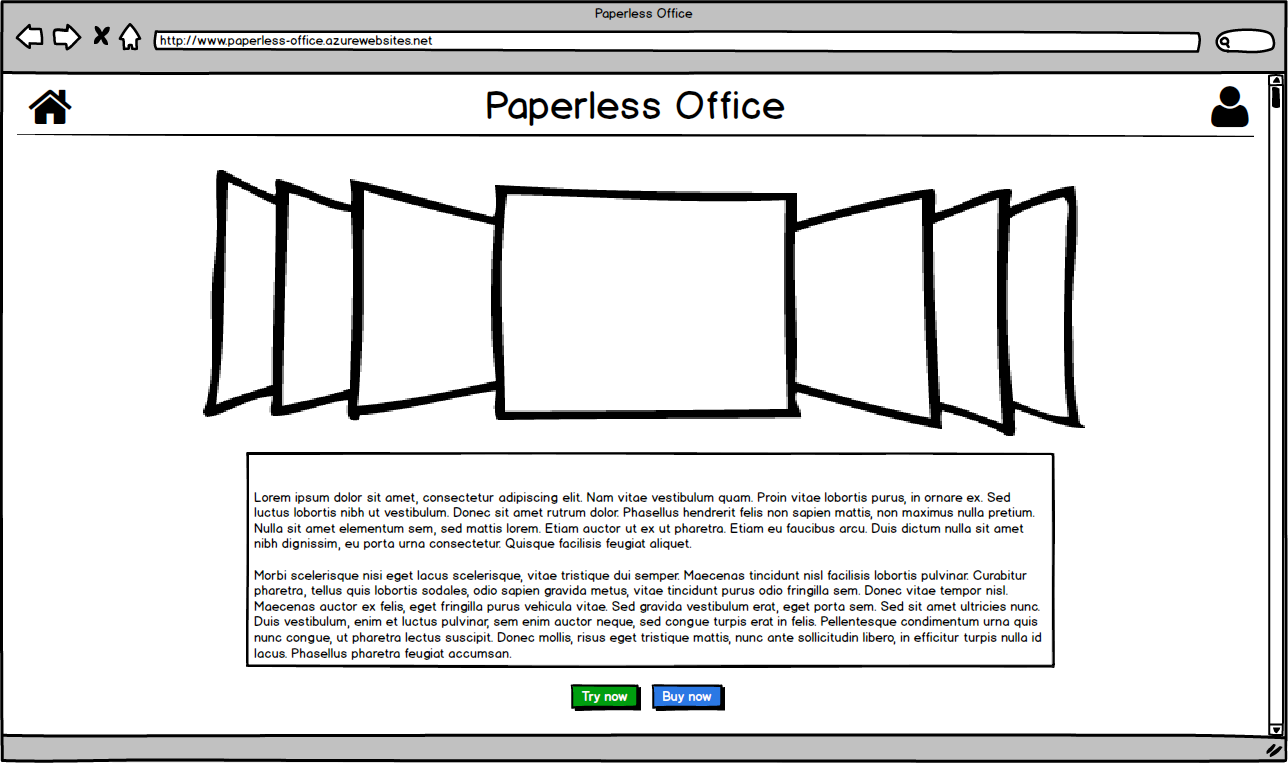 Paperless Office
http://www.paperless-office.azurewebsites.net
Paperless Office
Lorem ipsum dolor sit amet, consectetur adipiscing elit. Nam vitae vestibulum quam. Proin vitae lobortis purus, in ornare ex. Sed
luctus lobortis nibh ut vestibulum. Donec sit amet rutrum dolor. Phasellus hendrerit felis non sapien mattis, non maximus nulla pretium.
Nulla sit amet elementum sem, sed mattis lorem. Etiam auctor ut ex ut pharetra. Etiam eu faucibus arcu. Duis dictum nulla sit amet
nibh dignissim, eu porta urna consectetur. Quisque facilisis feugiat aliquet.
Morbi scelerisque nisi eget lacus scelerisque, vitae tristique dui semper. Maecenas tincidunt nisl facilisis lobortis pulvinar. Curabitur
pharetra, tellus quis lobortis sodales, odio sapien gravida metus, vitae tincidunt purus odio fringilla sem. Donec vitae tempor nisl.
Maecenas auctor ex felis, eget fringilla purus vehicula vitae. Sed gravida vestibulum erat, eget porta sem. Sed sit amet ultricies nunc.
Duis vestibulum, enim et luctus pulvinar, sem enim auctor neque, sed congue turpis erat in felis. Pellentesque condimentum urna quis
nunc congue, ut pharetra lectus suscipit. Donec mollis, risus eget tristique mattis, nunc ante sollicitudin libero, in efficitur turpis nulla id
lacus. Phasellus pharetra feugiat accumsan.
Try now
Buy now